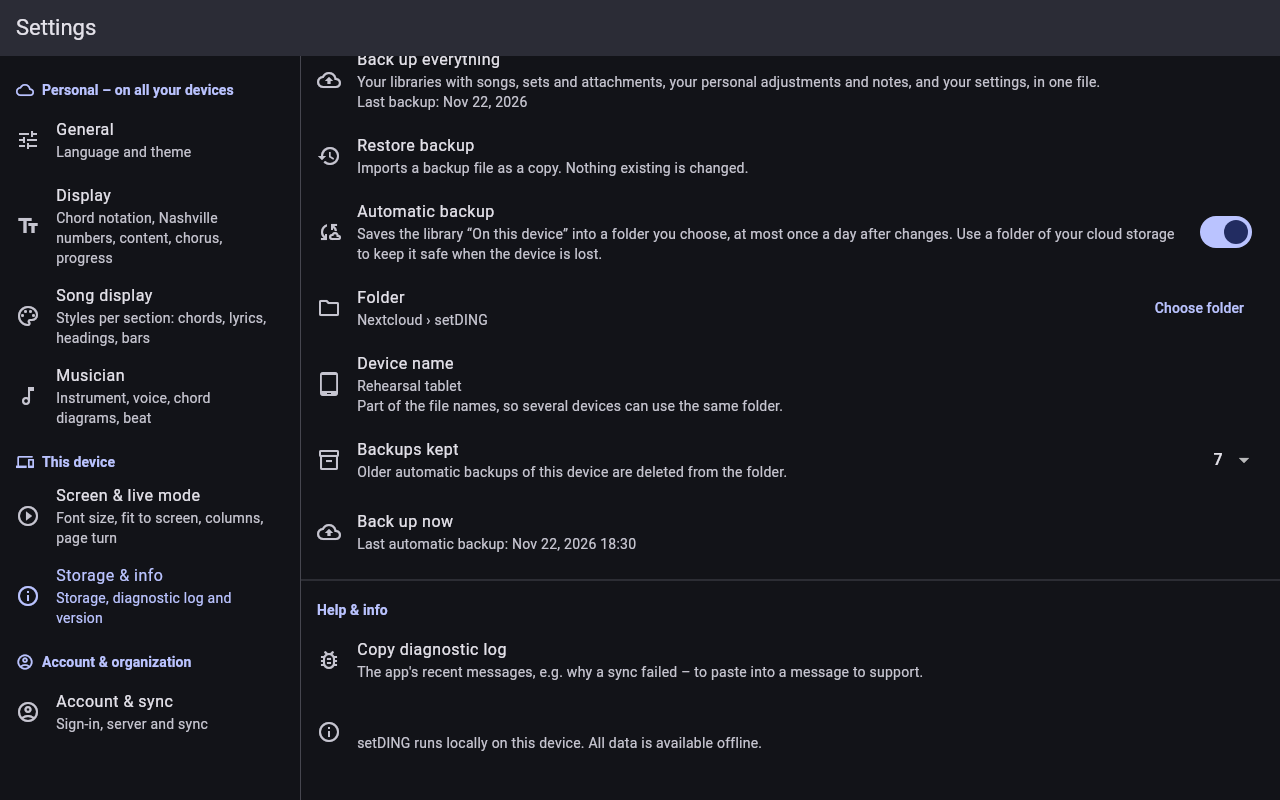 Settings
Personal – on all your devices
General
Language and theme
Display
Chord notation, Nashville
numbers, content, chorus,
progress
Song display
Styles per section: chords, lyrics,
headings, bars
Musician
Instrument, voice, chord
diagrams, beat
This device
Screen & live mode
Font size, fit to screen, columns,
page turn
Storage & info
Storage, diagnostic log and
version
Account & organization
Account & sync
Sign-in, server and sync
Back up everything
Your libraries with songs, sets and attachments, your personal adjustments and notes, and your settings, in one file.
Last backup: Nov 22, 2026
Restore backup
Imports a backup file as a copy. Nothing existing is changed.
Automatic backup
Saves the library “On this device” into a folder you choose, at most once a day after changes. Use a folder of your cloud storage
to keep it safe when the device is lost.
Folder
Nextcloud › setDING
Choose folder
Device name
Rehearsal tablet
Part of the file names, so several devices can use the same folder.
Backups kept
Older automatic backups of this device are deleted from the folder.
7
Back up now
Last automatic backup: Nov 22, 2026 18:30
Help & info
Copy diagnostic log
The app's recent messages, e.g. why a sync failed – to paste into a message to support.
setDING runs locally on this device. All data is available offline.